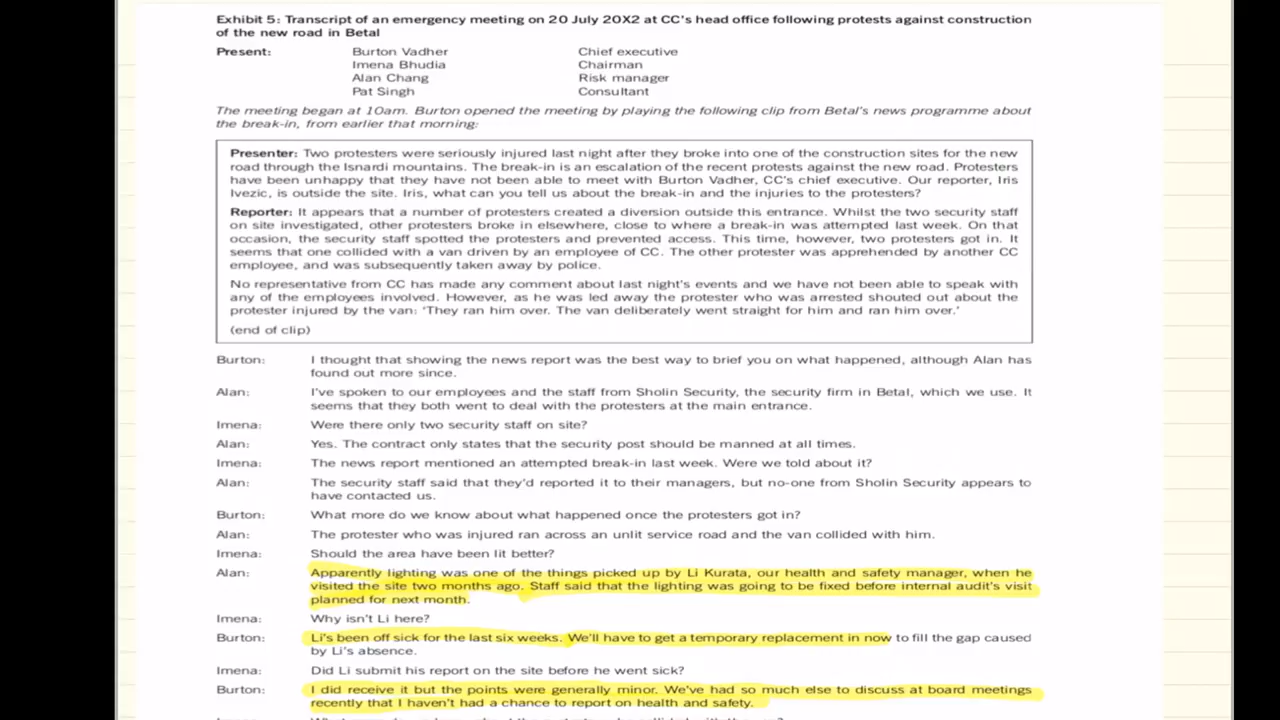 Exhibit 5: Transcript of an emergency meeting on 20 July 20X2 at CC's head office following protests against construction
of the new road in Betal
Present: Burton Vadher Chief executive
Imena Bhudia Chairman
Alan Chang Risk manager
Pat Singh Consultant
The meeting began at 10am. Burton opened the meeting by playing the following clip from Betal's news programme about
the break-in, from earlier that morning:
Presenter: Two protesters were seriously injured last night after they broke into one of the construction sites for the new
road through the Isnardi mountains. The break-in is an escalation of the recent protests against the new road. Protesters
have been unhappy that they have not been able to meet with Burton Vadher, CC's chief executive. Our reporter, Iris
Ivezic, is outside the site. Iris, what can you tell us about the break-in and the injuries to the protesters?
Reporter: It appears that a number of protesters created a diversion outside this entrance. Whilst the two security staff
on site investigated, other protesters broke in elsewhere, close to where a break-in was attempted last week. On that
occasion, the security staff spotted the protesters and prevented access. This time, however, two protesters got in. It
seems that one collided with a van driven by an employee of CC. The other protester was apprehended by another CC
employee, and was subsequently taken away by police.
No representative from CC has made any comment about last night's events and we have not been able to speak with
any of the employees involved. However, as he was led away the protester who was arrested shouted out about the
protester injured by the van: 'They ran him over. The van deliberately went straight for him and ran him over.'
(end of clip)
Burton: I thought that showing the news report was the best way to brief you on what happened, although Alan has
found out more since.
Alan: I've spoken to our employees and the staff from Sholin Security, the security firm in Betal, which we use. It
seems that they both went to deal with the protesters at the main entrance.
Imena: Were there only two security staff on site?
Alan: Yes. The contract only states that the security post should be manned at all times.
Imena: The news report mentioned an attempted break-in last week. Were we told about it?
Alan: The security staff said that they'd reported it to their managers, but no-one from Sholin Security appears to
have contacted us.
Burton: What more do we know about what happened once the protesters got in?
Alan: The protester who was injured ran across an unlit service road and the van collided with him.
Imena: Should the area have been lit better?
Alan: Apparently lighting was one of the things picked up by Li Kurata, our health and safety manager, when he
visited the site two months ago. Staff said that the lighting was going to be fixed before internal audit's visit
planned for next month.
Imena: Why isn't Li here?
Burton: Li's been off sick for the last six weeks. We'll have to get a temporary replacement in now to fill the gap caused
by Li's absence.
Imena: Did Li submit his report on the site before he went sick?
Burton: I did receive it but the points were generally minor. We've had so much else to discuss at board meetings
recently that I haven't had a chance to report on health and safety.